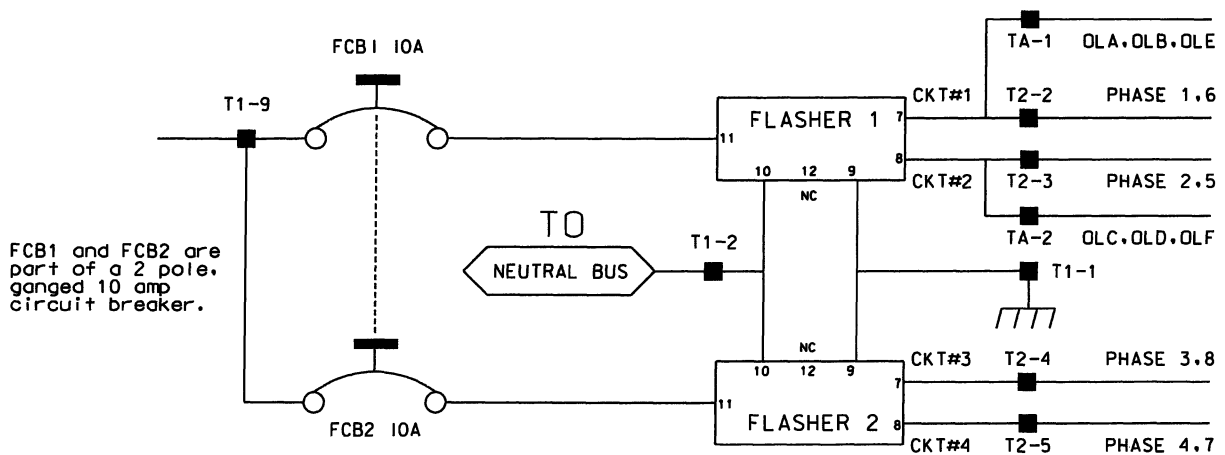 FCB1 10A
T1-9
TA-1 OLA.OLB.OLE
CKT#1 T2-2 PHASE 1.6
7
FLASHER 1
11
8
10 12 9
NC
CKT#2 T2-3 PHASE 2.5
TA-2 OLC.OLD.OLF
TO
NEUTRAL BUS
T1-2
T1-1
FCB1 and FCB2 are
part of a 2 pole.
ganged 10 amp
circuit breaker.
NC
10 12 9
CKT#3 T2-4 PHASE 3.8
7
11
FLASHER 2
8
FCB2 10A
CKT#4 T2-5 PHASE 4.7